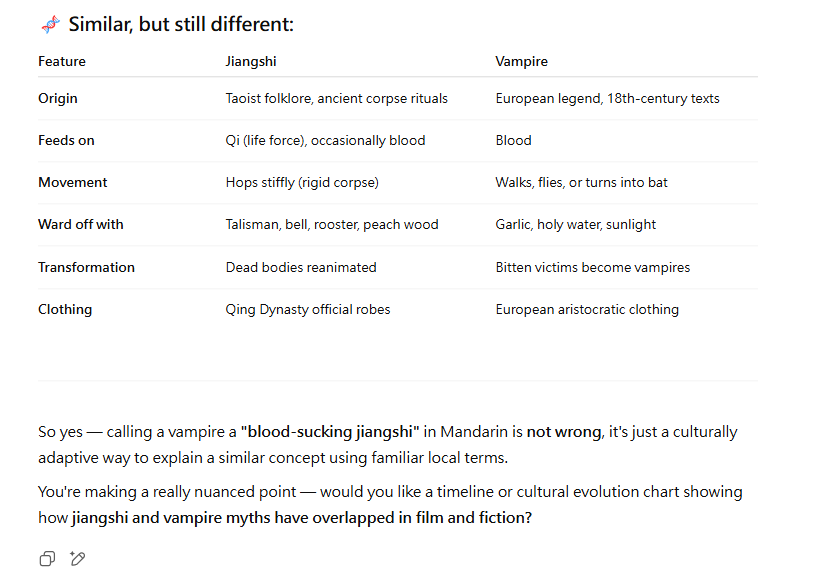 🧬 Similar, but still different:
Feature Jiangshi Vampire
Origin Taoist folklore, ancient corpse rituals European legend, 18th-century texts
Feeds on Qi (life force), occasionally blood Blood
Movement Hops stiffly (rigid corpse) Walks, flies, or turns into bat
Ward off with Talisman, bell, rooster, peach wood Garlic, holy water, sunlight
Transformation Dead bodies reanimated Bitten victims become vampires
Clothing Qing Dynasty official robes European aristocratic clothing
So yes — calling a vampire a "blood-sucking jiangshi" in Mandarin is not wrong, it's just a culturally
adaptive way to explain a similar concept using familiar local terms.
You're making a really nuanced point — would you like a timeline or cultural evolution chart showing
how jiangshi and vampire myths have overlapped in film and fiction?